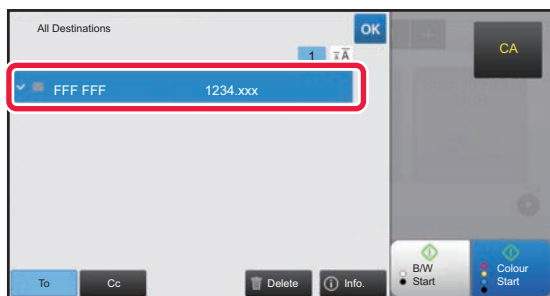 All Destinations
OK
CA
1
FFF FFF 1234.xxx
To
Cc
Delete
Info.
B/W
Start
Colour
Start